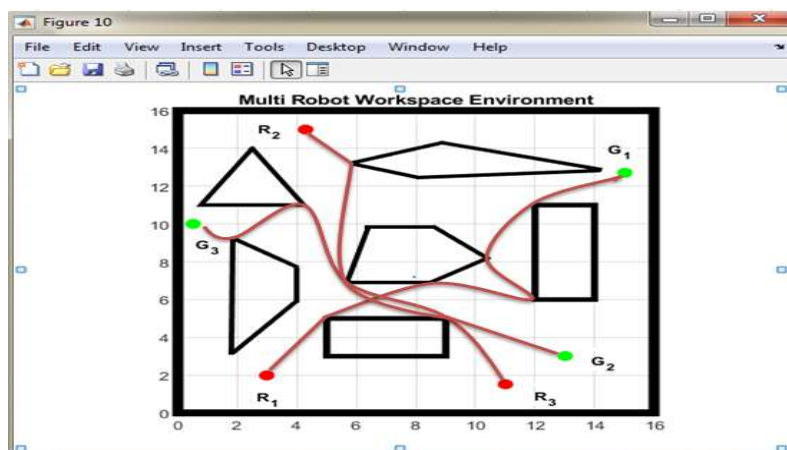 Figure 10
File Edit View Insert Tools Desktop Window Help
Multi Robot Workspace Environment
16
R2
G1
14
12
10
G3
8
6
4
G2
2
R1
R3
0
0 2 4 6 8 10 12 14 16